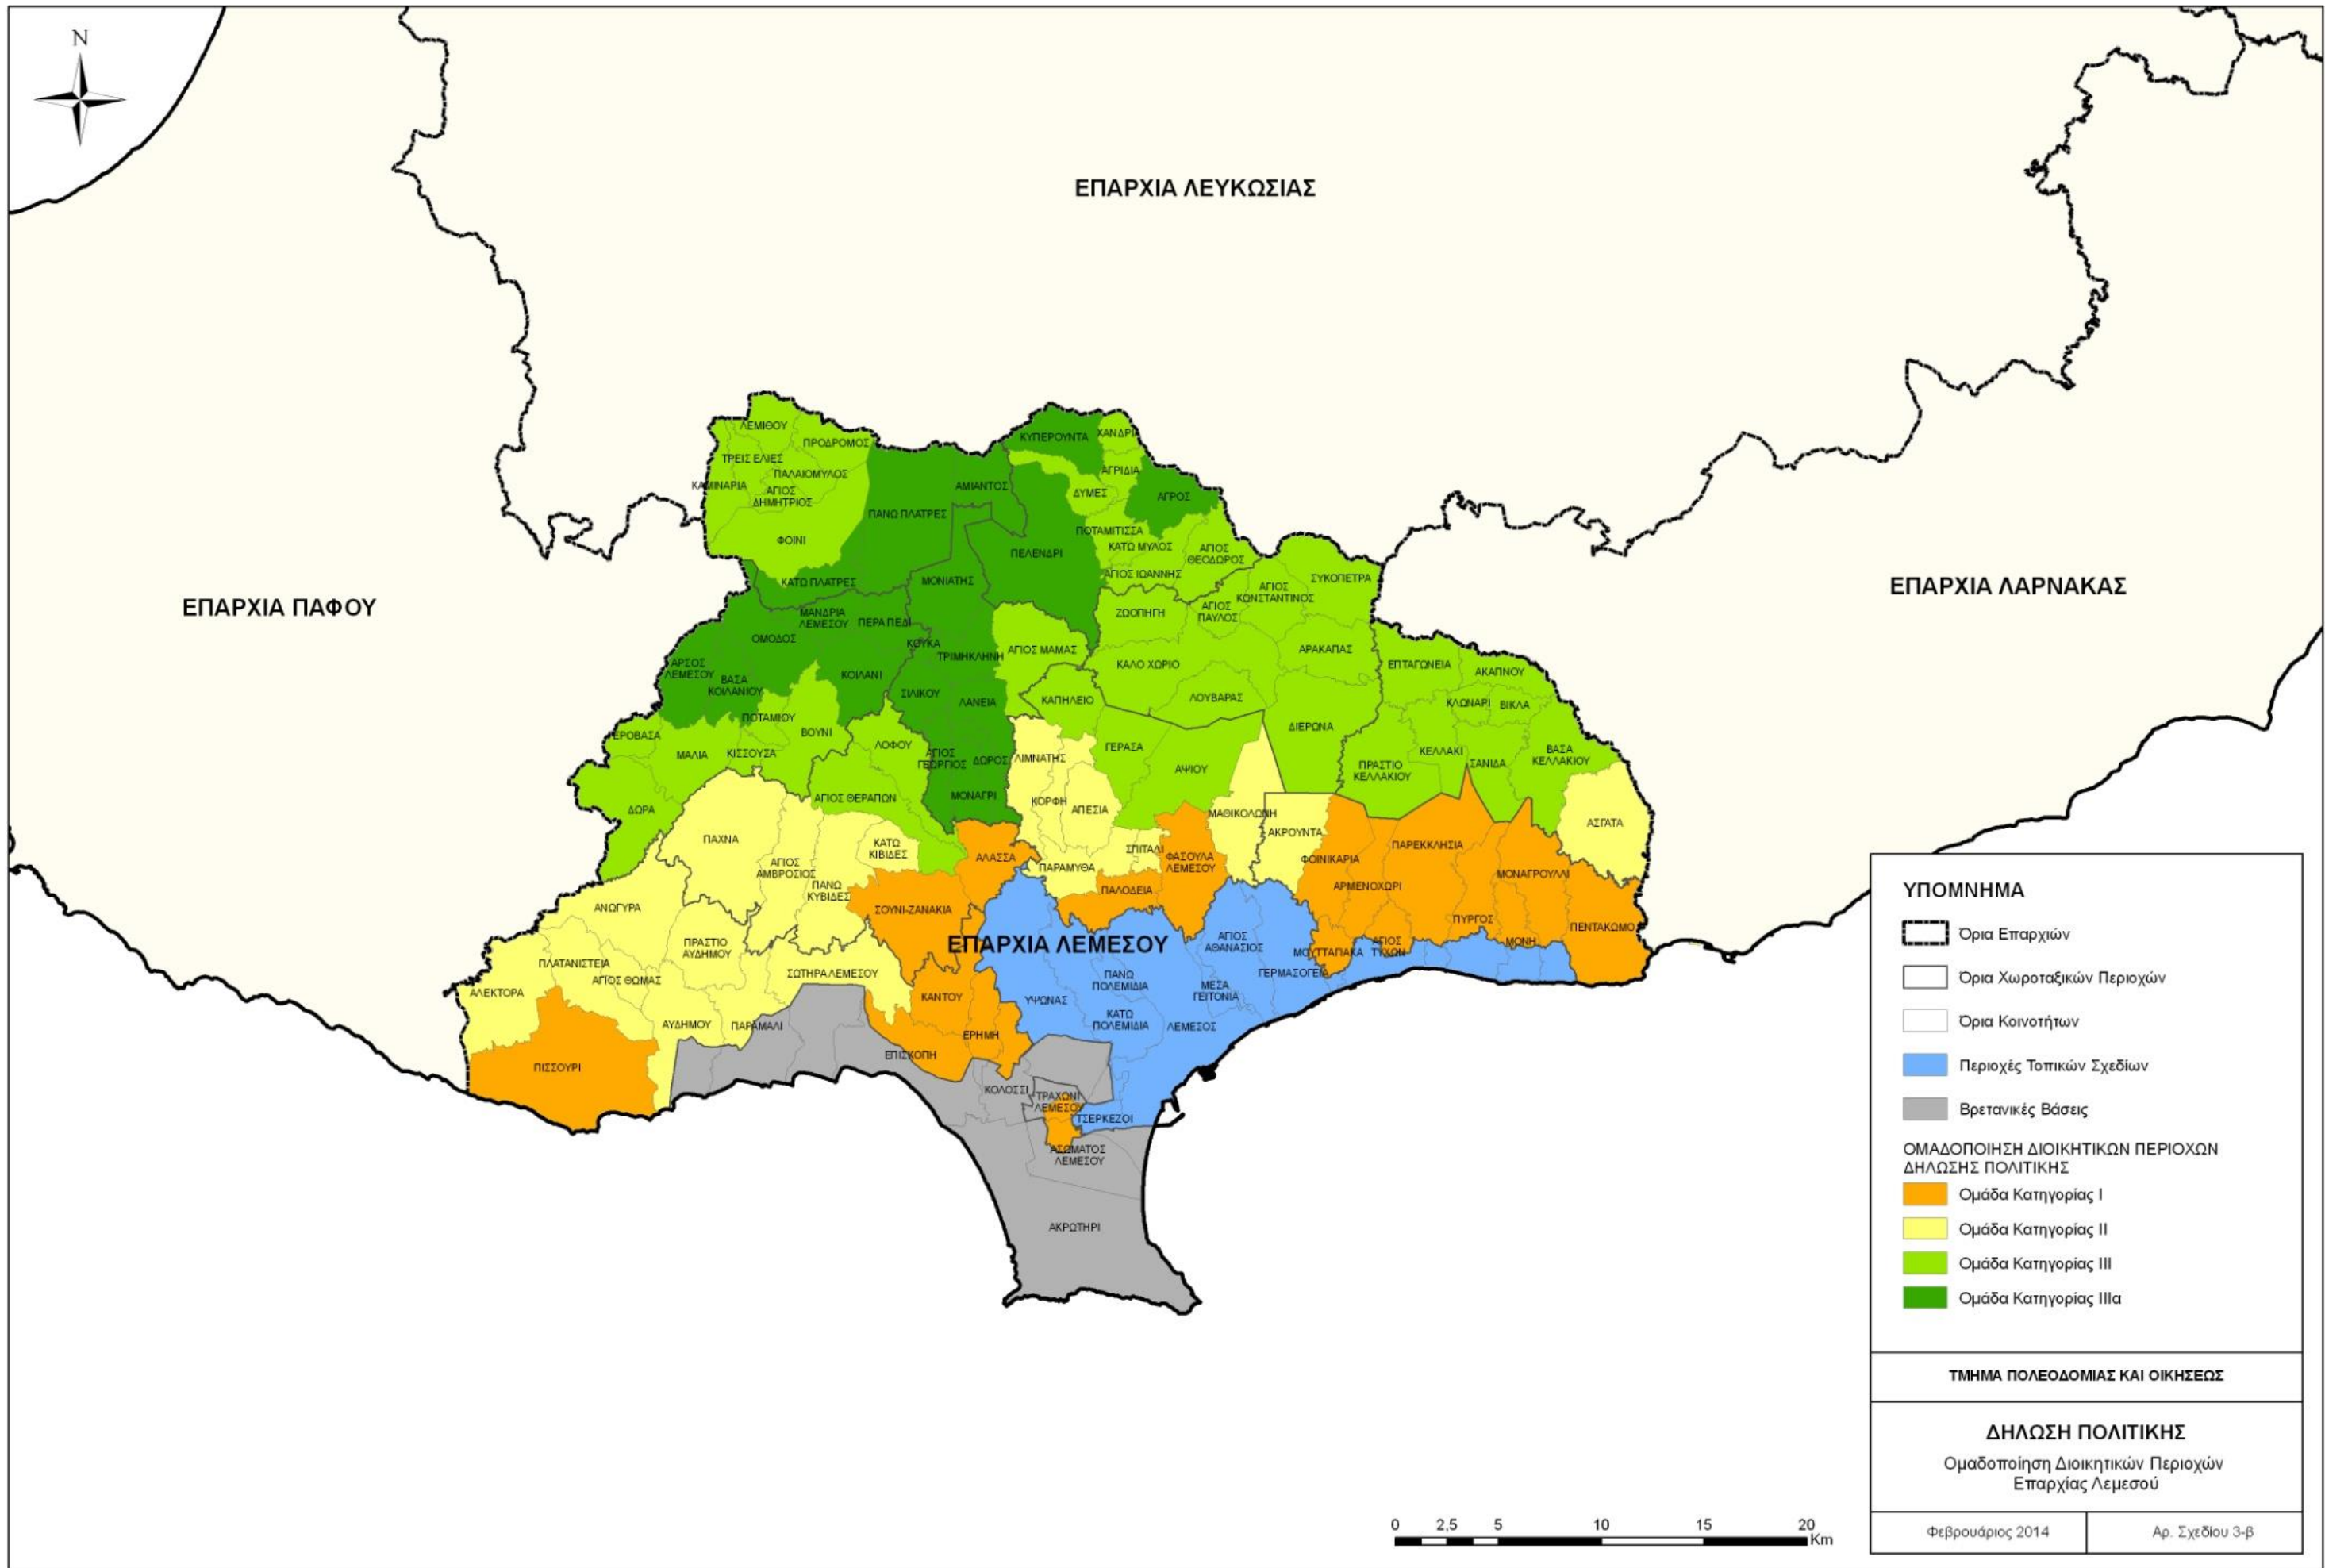 N
ΕΠΑΡΧΙΑ ΛΕΥΚΩΣΙΑΣ
ΕΠΑΡΧΙΑ ΠΑΦΟΥ
ΕΠΑΡΧΙΑ ΛΑΡΝΑΚΑΣ
ΕΠΑΡΧΙΑ ΛΕΜΕΣΟΥ
ΛΕΜΙΘΟΥ
ΠΡΟΔΡΟΜΟΣ
ΤΡΕΙΣ ΕΛΙΕΣ
ΠΑΛΑΙΟΜΥΛΟΣ
ΚΑΜΙΝΑΡΙΑ
ΑΓΙΟΣ
ΔΗΜΗΤΡΙΟΣ
ΦΟΙΝΙ
ΚΥΠΕΡΟΥΝΤΑ
ΧΑΝΔΡΙΑ
ΑΓΡΙΔΙΑ
ΑΜΙΑΝΤΟΣ
ΔΥΜΕΣ
ΑΓΡΟΣ
ΠΑΝΩ ΠΛΑΤΡΕΣ
ΠΟΤΑΜΙΤΙΣΣΑ
ΚΑΤΩ ΜΥΛΟΣ
ΠΕΛΕΝΔΡΙ
ΑΓΙΟΣ
ΘΕΟΔΩΡΟΣ
ΑΓΙΟΣ ΙΩΑΝΝΗΣ
ΚΑΤΩ ΠΛΑΤΡΕΣ
ΜΟΝΙΑΤΗΣ
ΑΓΙΟΣ
ΚΩΝΣΤΑΝΤΙΝΟΣ
ΣΥΚΟΠΕΤΡΑ
ΜΑΝΔΡΙΑ
ΛΕΜΕΣΟΥ
ΠΕΡΑ ΠΕΔΙ
ΖΩΟΠΗΓΗ
ΑΓΙΟΣ
ΠΑΥΛΟΣ
ΟΜΟΔΟΣ
ΚΟΥΚΑ
ΤΡΙΜΗΚΛΗΝΗ
ΑΓΙΟΣ ΜΑΜΑΣ
ΑΡΑΚΑΠΑΣ
ΑΡΣΟΣ
ΛΕΜΕΣΟΥ
ΒΑΣΑ
ΚΟΙΛΑΝΙΟΥ
ΚΟΙΛΑΝΙ
ΚΑΛΟ ΧΩΡΙΟ
ΕΠΤΑΓΩΝΕΙΑ
ΑΚΑΠΝΟΥ
ΣΙΛΙΚΟΥ
ΛΑΝΕΙΑ
ΚΑΠΗΛΕΙΟ
ΛΟΥΒΑΡΑΣ
ΚΛΩΝΑΡΙ
ΒΙΚΛΑ
ΠΟΤΑΜΙΟΥ
ΒΟΥΝΙ
ΔΙΕΡΩΝΑ
ΓΕΡΟΒΑΣΑ
ΜΑΛΙΑ
ΚΙΣΣΟΥΣΑ
ΛΟΦΟΥ
ΑΓΙΟΣ
ΓΕΩΡΓΙΟΣ
ΔΩΡΟΣ
ΛΙΜΝΑΤΗΣ
ΓΕΡΑΣΑ
ΑΨΙΟΥ
ΚΕΛΛΑΚΙ
ΠΡΑΣΤΙΟ
ΚΕΛΛΑΚΙΟΥ
ΣΑΝΙΔΑ
ΒΑΣΑ
ΚΕΛΛΑΚΙΟΥ
ΔΩΡΑ
ΑΓΙΟΣ ΘΕΡΑΠΩΝ
ΜΟΝΑΓΡΙ
ΚΟΡΦΗ
ΑΠΕΣΙΑ
ΜΑΘΙΚΟΛΩΝΗ
ΑΚΡΟΥΝΤΑ
ΑΣΓΑΤΑ
ΠΑΧΝΑ
ΚΑΤΩ
ΚΙΒΙΔΕΣ
ΑΛΑΣΣΑ
ΣΠΙΤΑΛΙ
ΠΑΡΑΜΥΘΑ
ΦΑΣΟΥΛΑ
ΛΕΜΕΣΟΥ
ΦΟΙΝΙΚΑΡΙΑ
ΠΑΡΕΚΚΛΗΣΙΑ
ΑΓΙΟΣ
ΑΜΒΡΟΣΙΟΣ
ΠΑΝΩ
ΚΥΒΙΔΕΣ
ΠΑΛΟΔΕΙΑ
ΑΡΜΕΝΟΧΩΡΙ
ΜΟΝΑΓΡΟΥΛΛΙ
ΑΝΩΓΥΡΑ
ΣΟΥΝΙ-ΖΑΝΑΚΙΑ
ΠΥΡΓΟΣ
ΠΕΝΤΑΚΩΜΟ
ΠΡΑΣΤΙΟ
ΑΥΔΗΜΟΥ
ΑΓΙΟΣ
ΑΘΑΝΑΣΙΟΣ
ΜΟΥΤΤΑΓΙΑΚΑ
ΑΓΙΟΣ
ΤΥΧΩΝ
ΜΟΝΗ
ΠΛΑΤΑΝΙΣΤΕΙΑ
ΑΓΙΟΣ ΘΩΜΑΣ
ΣΩΤΗΡΑ ΛΕΜΕΣΟΥ
ΠΑΝΩ
ΠΟΛΕΜΙΔΙΑ
ΓΕΡΜΑΣΟΓΕΙΑ
ΑΛΕΚΤΟΡΑ
ΚΑΝΤΟΥ
ΥΨΩΝΑΣ
ΜΕΣΑ
ΓΕΙΤΟΝΙΑ
ΑΥΔΗΜΟΥ
ΠΑΡΑΜΑΛΙ
ΚΑΤΩ
ΠΟΛΕΜΙΔΙΑ
ΛΕΜΕΣΟΣ
ΕΡΗΜΗ
ΕΠΙΣΚΟΠΗ
ΠΙΣΣΟΥΡΙ
ΚΟΛΟΣΣΙ
ΤΡΑΧΩΝΙ
ΛΕΜΕΣΟΥ
ΤΣΕΡΚΕΖΟΙ
ΑΣΩΜΑΤΟΣ
ΛΕΜΕΣΟΥ
ΑΚΡΩΤΗΡΙ
ΥΠΟΜΝΗΜΑ
Όρια Επαρχιών
Όρια Χωροταξικών Περιοχών
Όρια Κοινοτήτων
Περιοχές Τοπικών Σχεδίων
Βρετανικές Βάσεις
ΟΜΑΔΟΠΟΙΗΣΗ ΔΙΟΙΚΗΤΙΚΩΝ ΠΕΡΙΟΧΩΝ
ΔΗΛΩΣΗΣ ΠΟΛΙΤΙΚΗΣ
Ομάδα Κατηγορίας Ι
Ομάδα Κατηγορίας ΙΙ
Ομάδα Κατηγορίας ΙΙΙ
Ομάδα Κατηγορίας ΙΙΙα
ΤΜΗΜΑ ΠΟΛΕΟΔΟΜΙΑΣ ΚΑΙ ΟΙΚΗΣΕΩΣ
ΔΗΛΩΣΗ ΠΟΛΙΤΙΚΗΣ
Ομαδοποίηση Διοικητικών Περιοχών
Επαρχίας Λεμεσού
Φεβρουάριος 2014
Αρ. Σχεδίου 3-β
0 2,5 5 10 15 20
Km